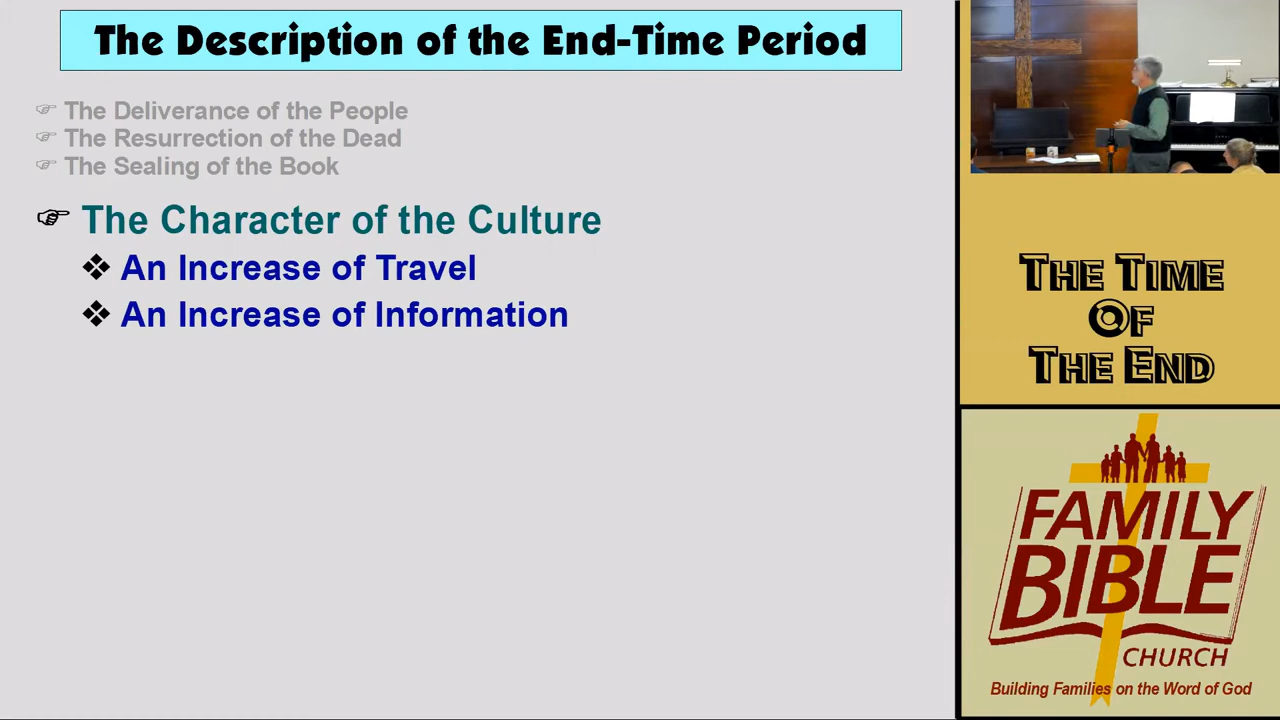 The Description of the End-Time Period
The Deliverance of the People
The Resurrection of the Dead
The Sealing of the Book
The Character of the Culture
An Increase of Travel
An Increase of Information
The Time
Of
The End
FAMILY
BIBLE
CHURCH
Building Families on the Word of God